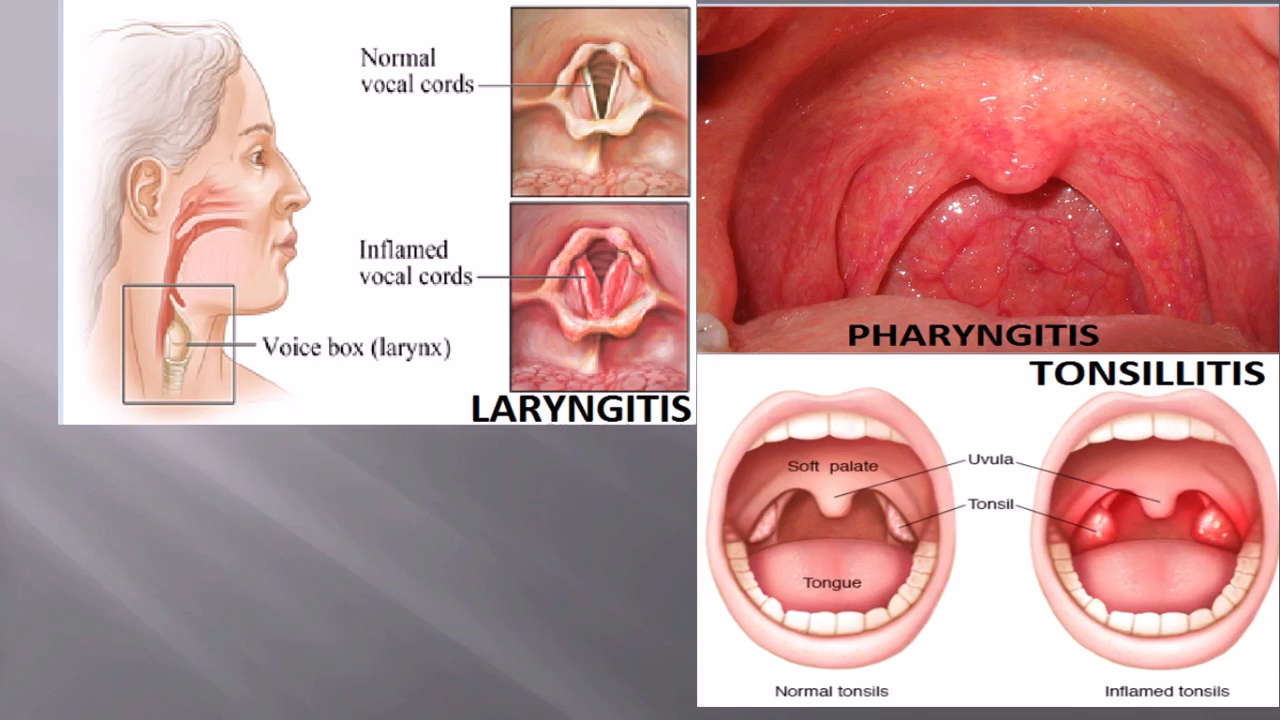 Normal
vocal cords
Inflamed
vocal cords
Voice box (larynx)
LARYNGITIS
PHARYNGITIS
TONSILLITIS
Soft palate
Uvula
Tonsil
Tongue
Normal tonsils
Inflamed tonsils